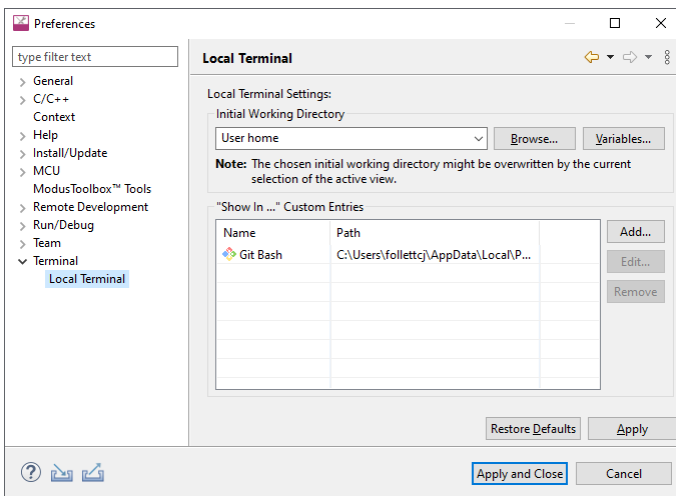 Preferences
type filter text
General
C/C++
Context
Help
Install/Update
MCU
ModusToolbox™ Tools
Remote Development
Run/Debug
Team
Terminal
Local Terminal
Local Terminal
Local Terminal Settings:
Initial Working Directory
User home
Browse...
Variables...
Note: The chosen initial working directory might be overwritten by the current
selection of the active view.
"Show In ..." Custom Entries
Name Path
Git Bash C:\Users\follettcj\AppData\Local\P...
Add...
Edit...
Remove
Restore Defaults Apply
Apply and Close Cancel